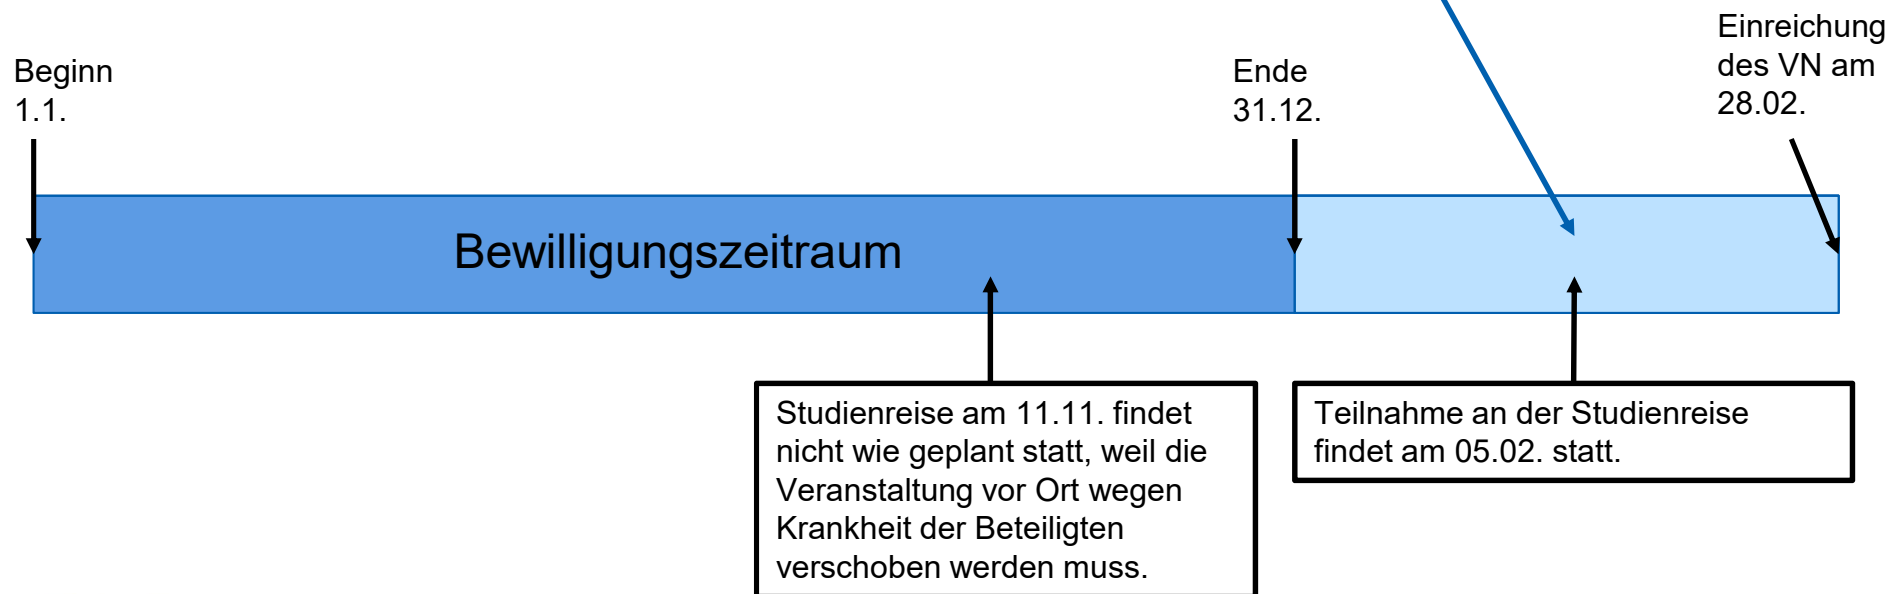 Beginn
1.1.
Ende
31.12.
Einreichung
des VN am
28.02.
Bewilligungszeitraum
Studienreise am 11.11. findet
nicht wie geplant statt, weil die
Veranstaltung vor Ort wegen
Krankheit der Beteiligten
verschoben werden muss.
Teilnahme an der Studienreise
findet am 05.02. statt.